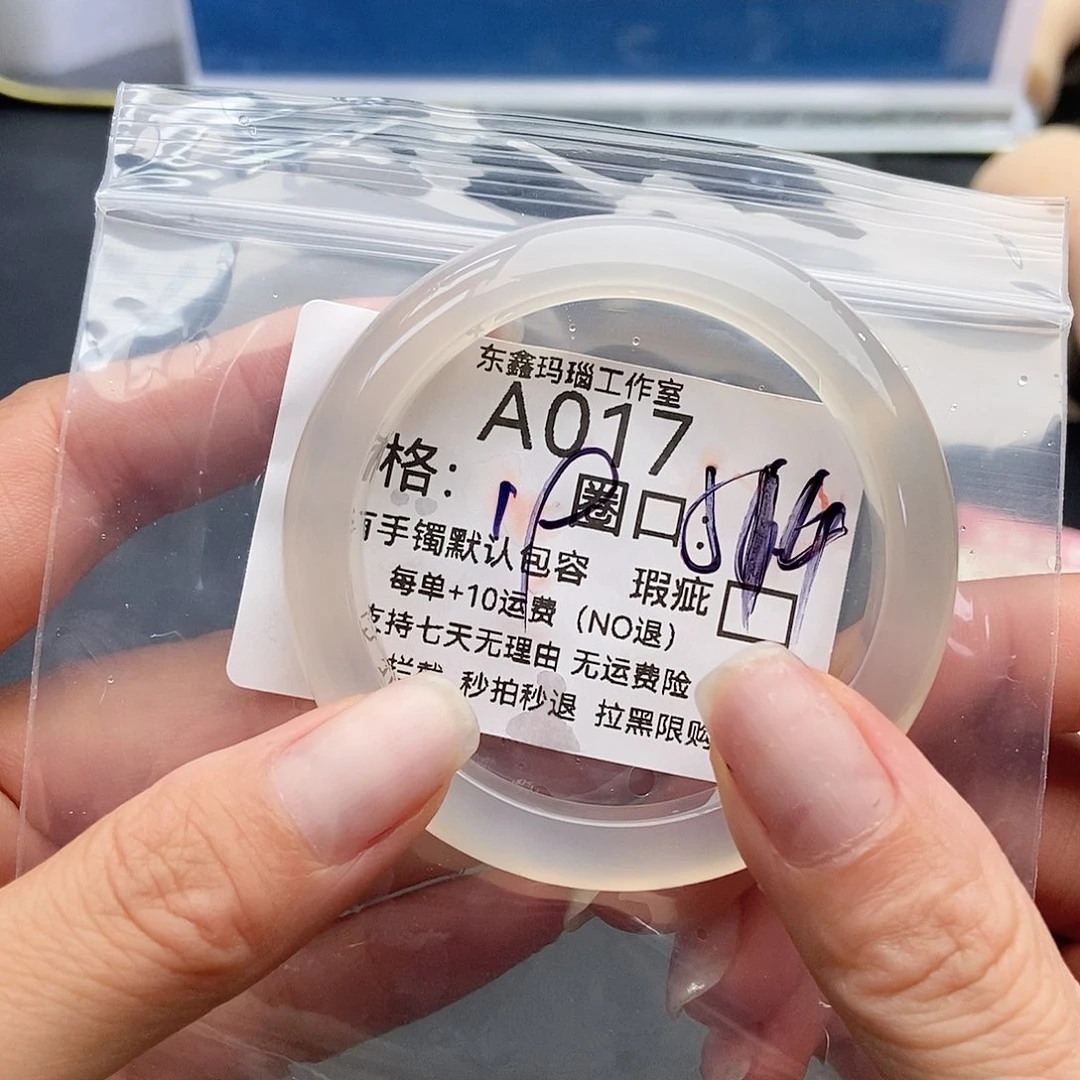 东鑫玛瑙工作室
A017
格:
圈口:
有手镯默认包容 瑕疵
每单+10运费 (NO退)
支持七天无理由 无运费险
拦截 秒拍秒退 拉黑限购